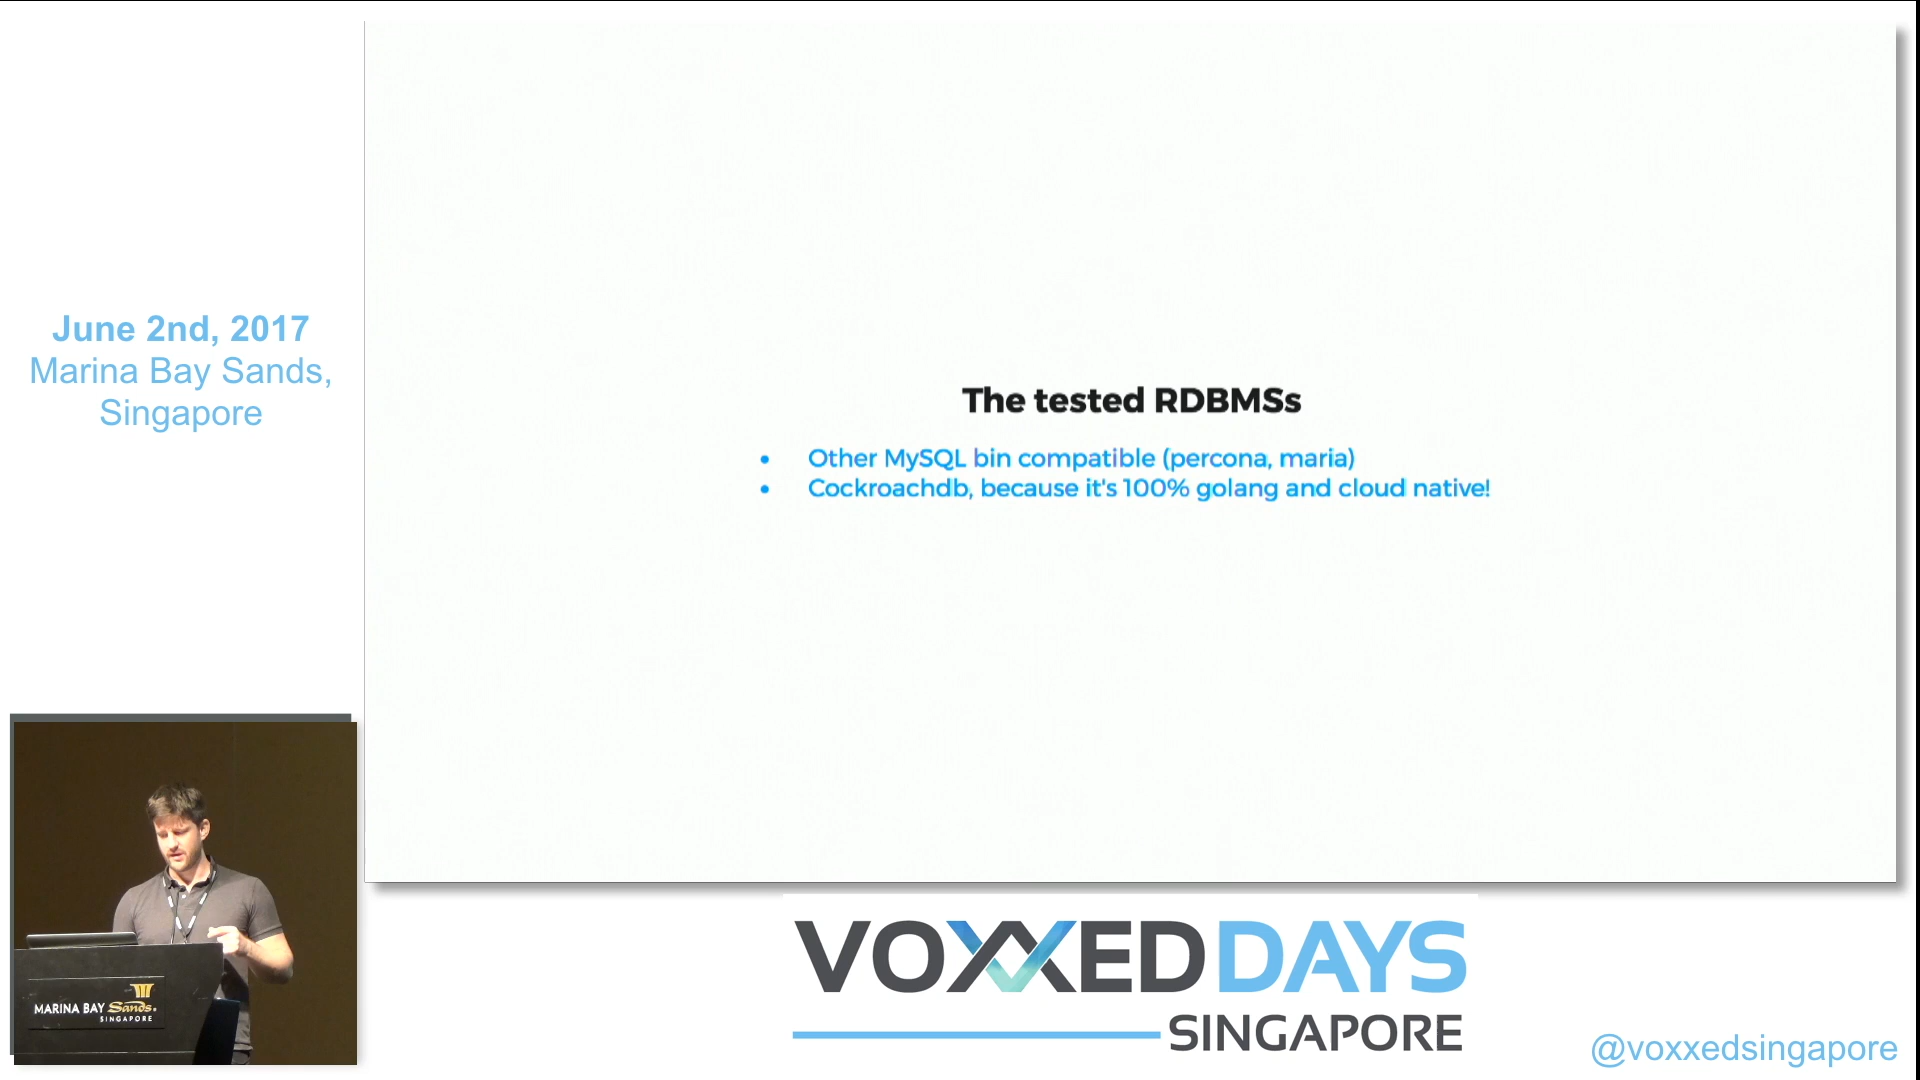 June 2nd, 2017
Marina Bay Sands,
Singapore
The tested RDBMSs
• Other MySQL bin compatible (percona, maria)
• Cockroachdb, because it's 100% golang and cloud native!
MARINA BAY Sands.
SINGAPORE
VOXXED DAYS
SINGAPORE
@voxxedsingapore